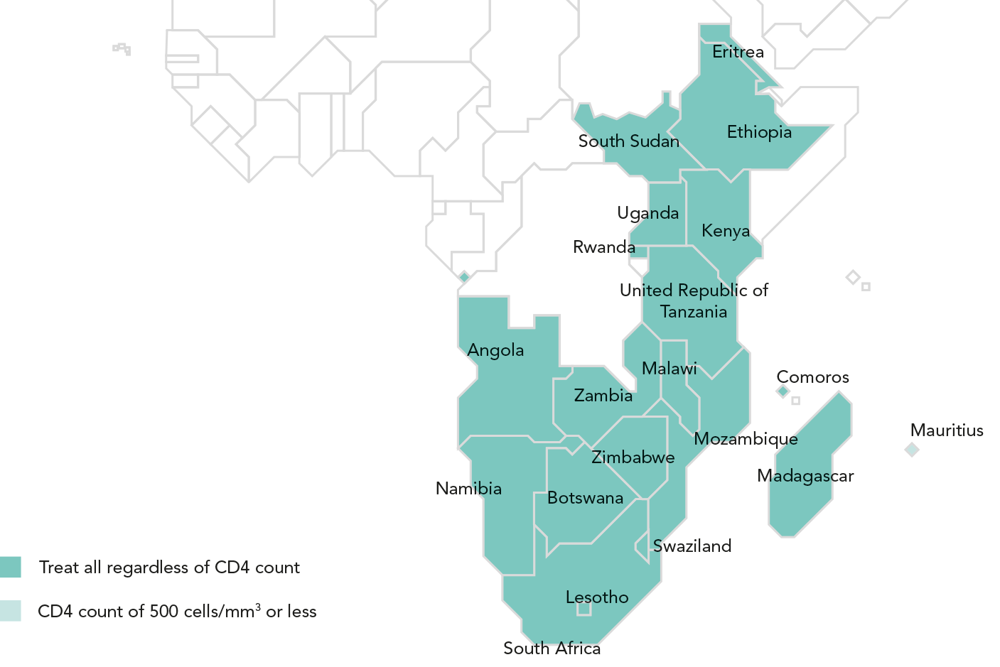 Eritrea
Ethiopia
South Sudan
Uganda
Kenya
Rwanda
United Republic of
Tanzania
Angola
Malawi
Comoros
Zambia
Mauritius
Mozambique
Zimbabwe
Madagascar
Namibia
Botswana
Swaziland
Treat all regardless of CD4 count
Lesotho
CD4 count of 500 cells/mm³ or less
South Africa